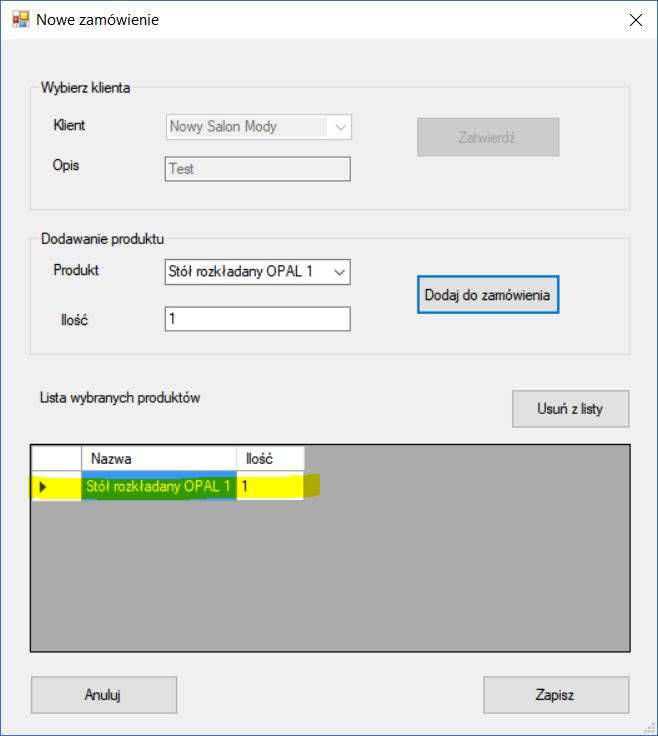 Nowe zamówienie
Wybierz klienta
Klient Nowy Salon Mody
Zatwierdź
Opis Test
Dodawanie produktu
Produkt Stół rozkładany OPAL 1
Dodaj do zamówienia
Ilość 1
Lista wybranych produktów
Usuń z listy
Nazwa Ilość
Stół rozkładany OPAL 1 1
Anuluj Zapisz